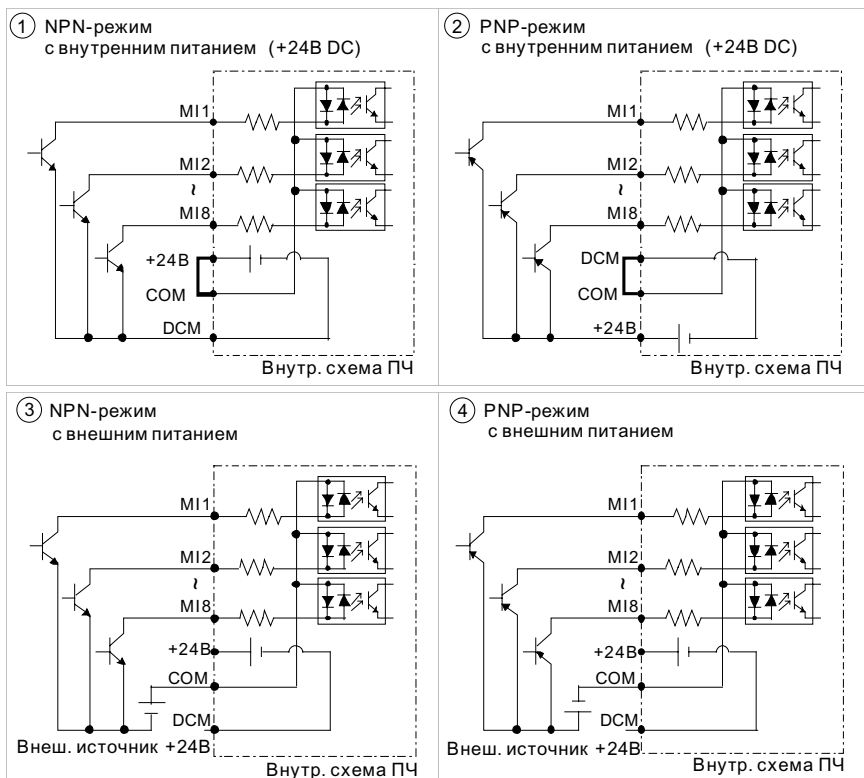 1 NPN-режим
с внутренним питанием (+24В DC)
MI1
MI2
~
MI8
+24В
COM
DCM
Внутр. схема ПЧ
2 PNP-режим
с внутренним питанием (+24В DC)
MI1
MI2
~
MI8
DCM
COM
+24В
Внутр. схема ПЧ
3 NPN-режим
с внешним питанием
MI1
MI2
~
MI8
+24В
COM
DCM
Внеш. источник +24В
Внутр. схема ПЧ
4 PNP-режим
с внешним питанием
MI1
MI2
~
MI8
+24В
COM
DCM
Внеш. источник +24В
Внутр. схема ПЧ